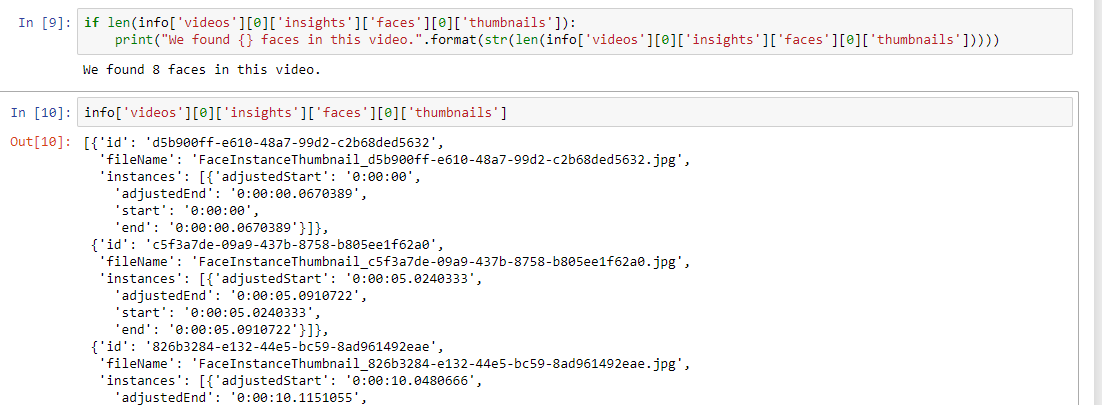 In [9]: if len(info['videos'][0]['insights']['faces'][0]['thumbnails']):
print("We found {} faces in this video.".format(str(len(info['videos'][0]['insights']['faces'][0]['thumbnails']))))
We found 8 faces in this video.
In [10]: info['videos'][0]['insights']['faces'][0]['thumbnails']
Out[10]: [{'id': 'd5b900ff-e610-48a7-99d2-c2b68ded5632',
'fileName': 'FaceInstanceThumbnail_d5b900ff-e610-48a7-99d2-c2b68ded5632.jpg',
'instances': [{'adjustedStart': '0:00:00',
'adjustedEnd': '0:00:00.0670389',
'start': '0:00:00',
'end': '0:00:00.0670389'}]},
{'id': 'c5f3a7de-09a9-437b-8758-b805ee1f62a0',
'fileName': 'FaceInstanceThumbnail_c5f3a7de-09a9-437b-8758-b805ee1f62a0.jpg',
'instances': [{'adjustedStart': '0:00:05.0240333',
'adjustedEnd': '0:00:05.0910722',
'start': '0:00:05.0240333',
'end': '0:00:05.0910722'}]},
{'id': '826b3284-e132-44e5-bc59-8ad961492eae',
'fileName': 'FaceInstanceThumbnail_826b3284-e132-44e5-bc59-8ad961492eae.jpg',
'instances': [{'adjustedStart': '0:00:10.0480666',
'adjustedEnd': '0:00:10.1151055',